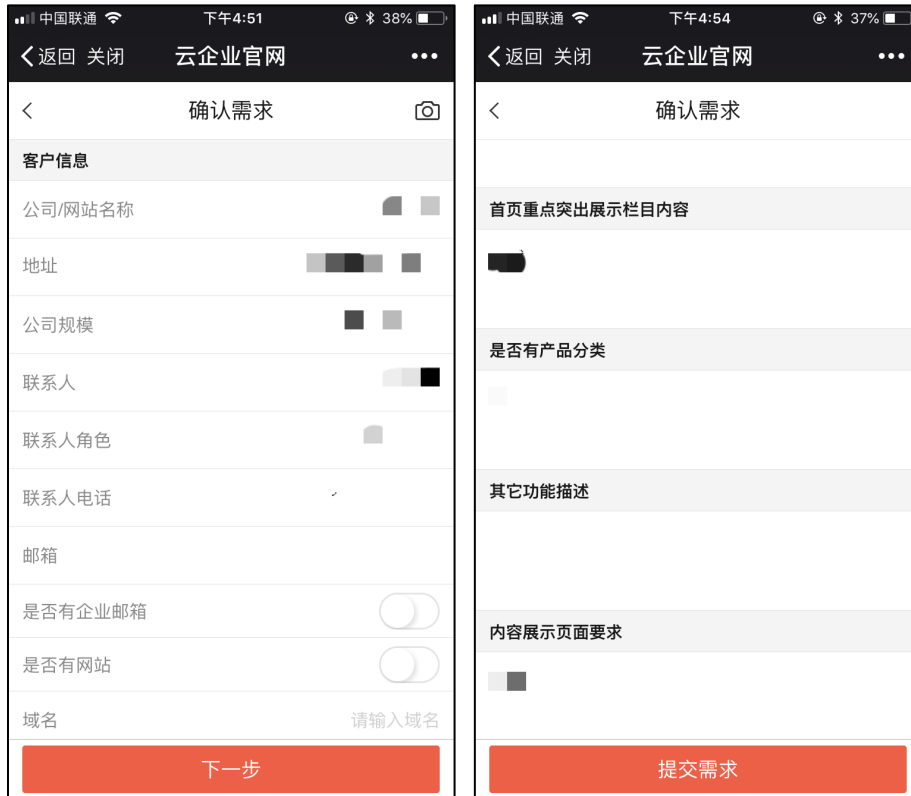 中国联通 下午4:51 38%
返回 关闭 云企业官网
确认需求
客户信息
公司/网站名称
地址
公司规模
联系人
联系人角色
联系人电话
邮箱
是否有企业邮箱
是否有网站
域名 请输入域名
下一步
中国联通 下午4:54 37%
返回 关闭 云企业官网
确认需求
首页重点突出展示栏目内容
是否有产品分类
其它功能描述
内容展示页面要求
提交需求